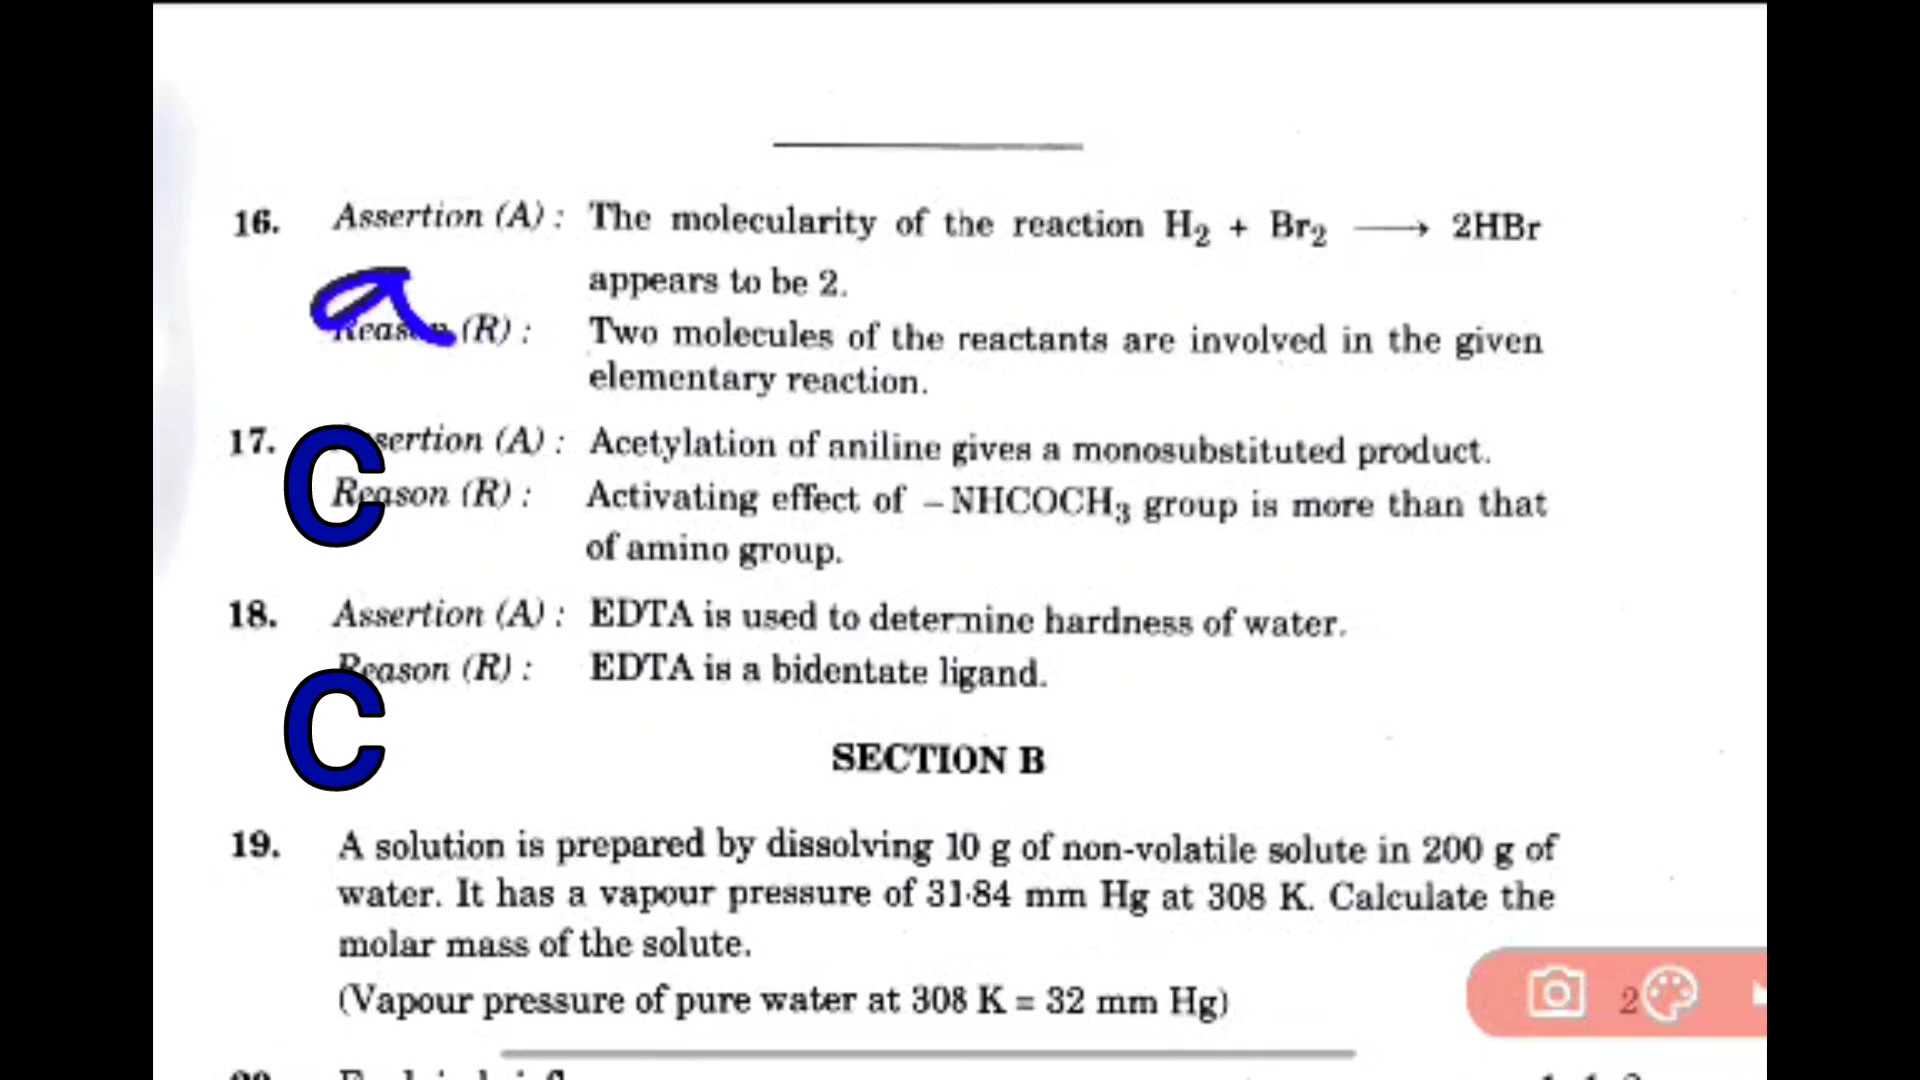 16. Assertion (A) : The molecularity of the reaction H₂ + Br₂ ⟶ 2HBr
appears to be 2.
a
Reason (R) : Two molecules of the reactants are involved in the given
elementary reaction.
17. Assertion (A) : Acetylation of aniline gives a monosubstituted product.
C
Reason (R) : Activating effect of –NHCOCH₃ group is more than that
of amino group.
18. Assertion (A) : EDTA is used to determine hardness of water.
Reason (R) : EDTA is a bidentate ligand.
C
SECTION B
19. A solution is prepared by dissolving 10 g of non-volatile solute in 200 g of
water. It has a vapour pressure of 31·84 mm Hg at 308 K. Calculate the
molar mass of the solute.
(Vapour pressure of pure water at 308 K = 32 mm Hg) 2